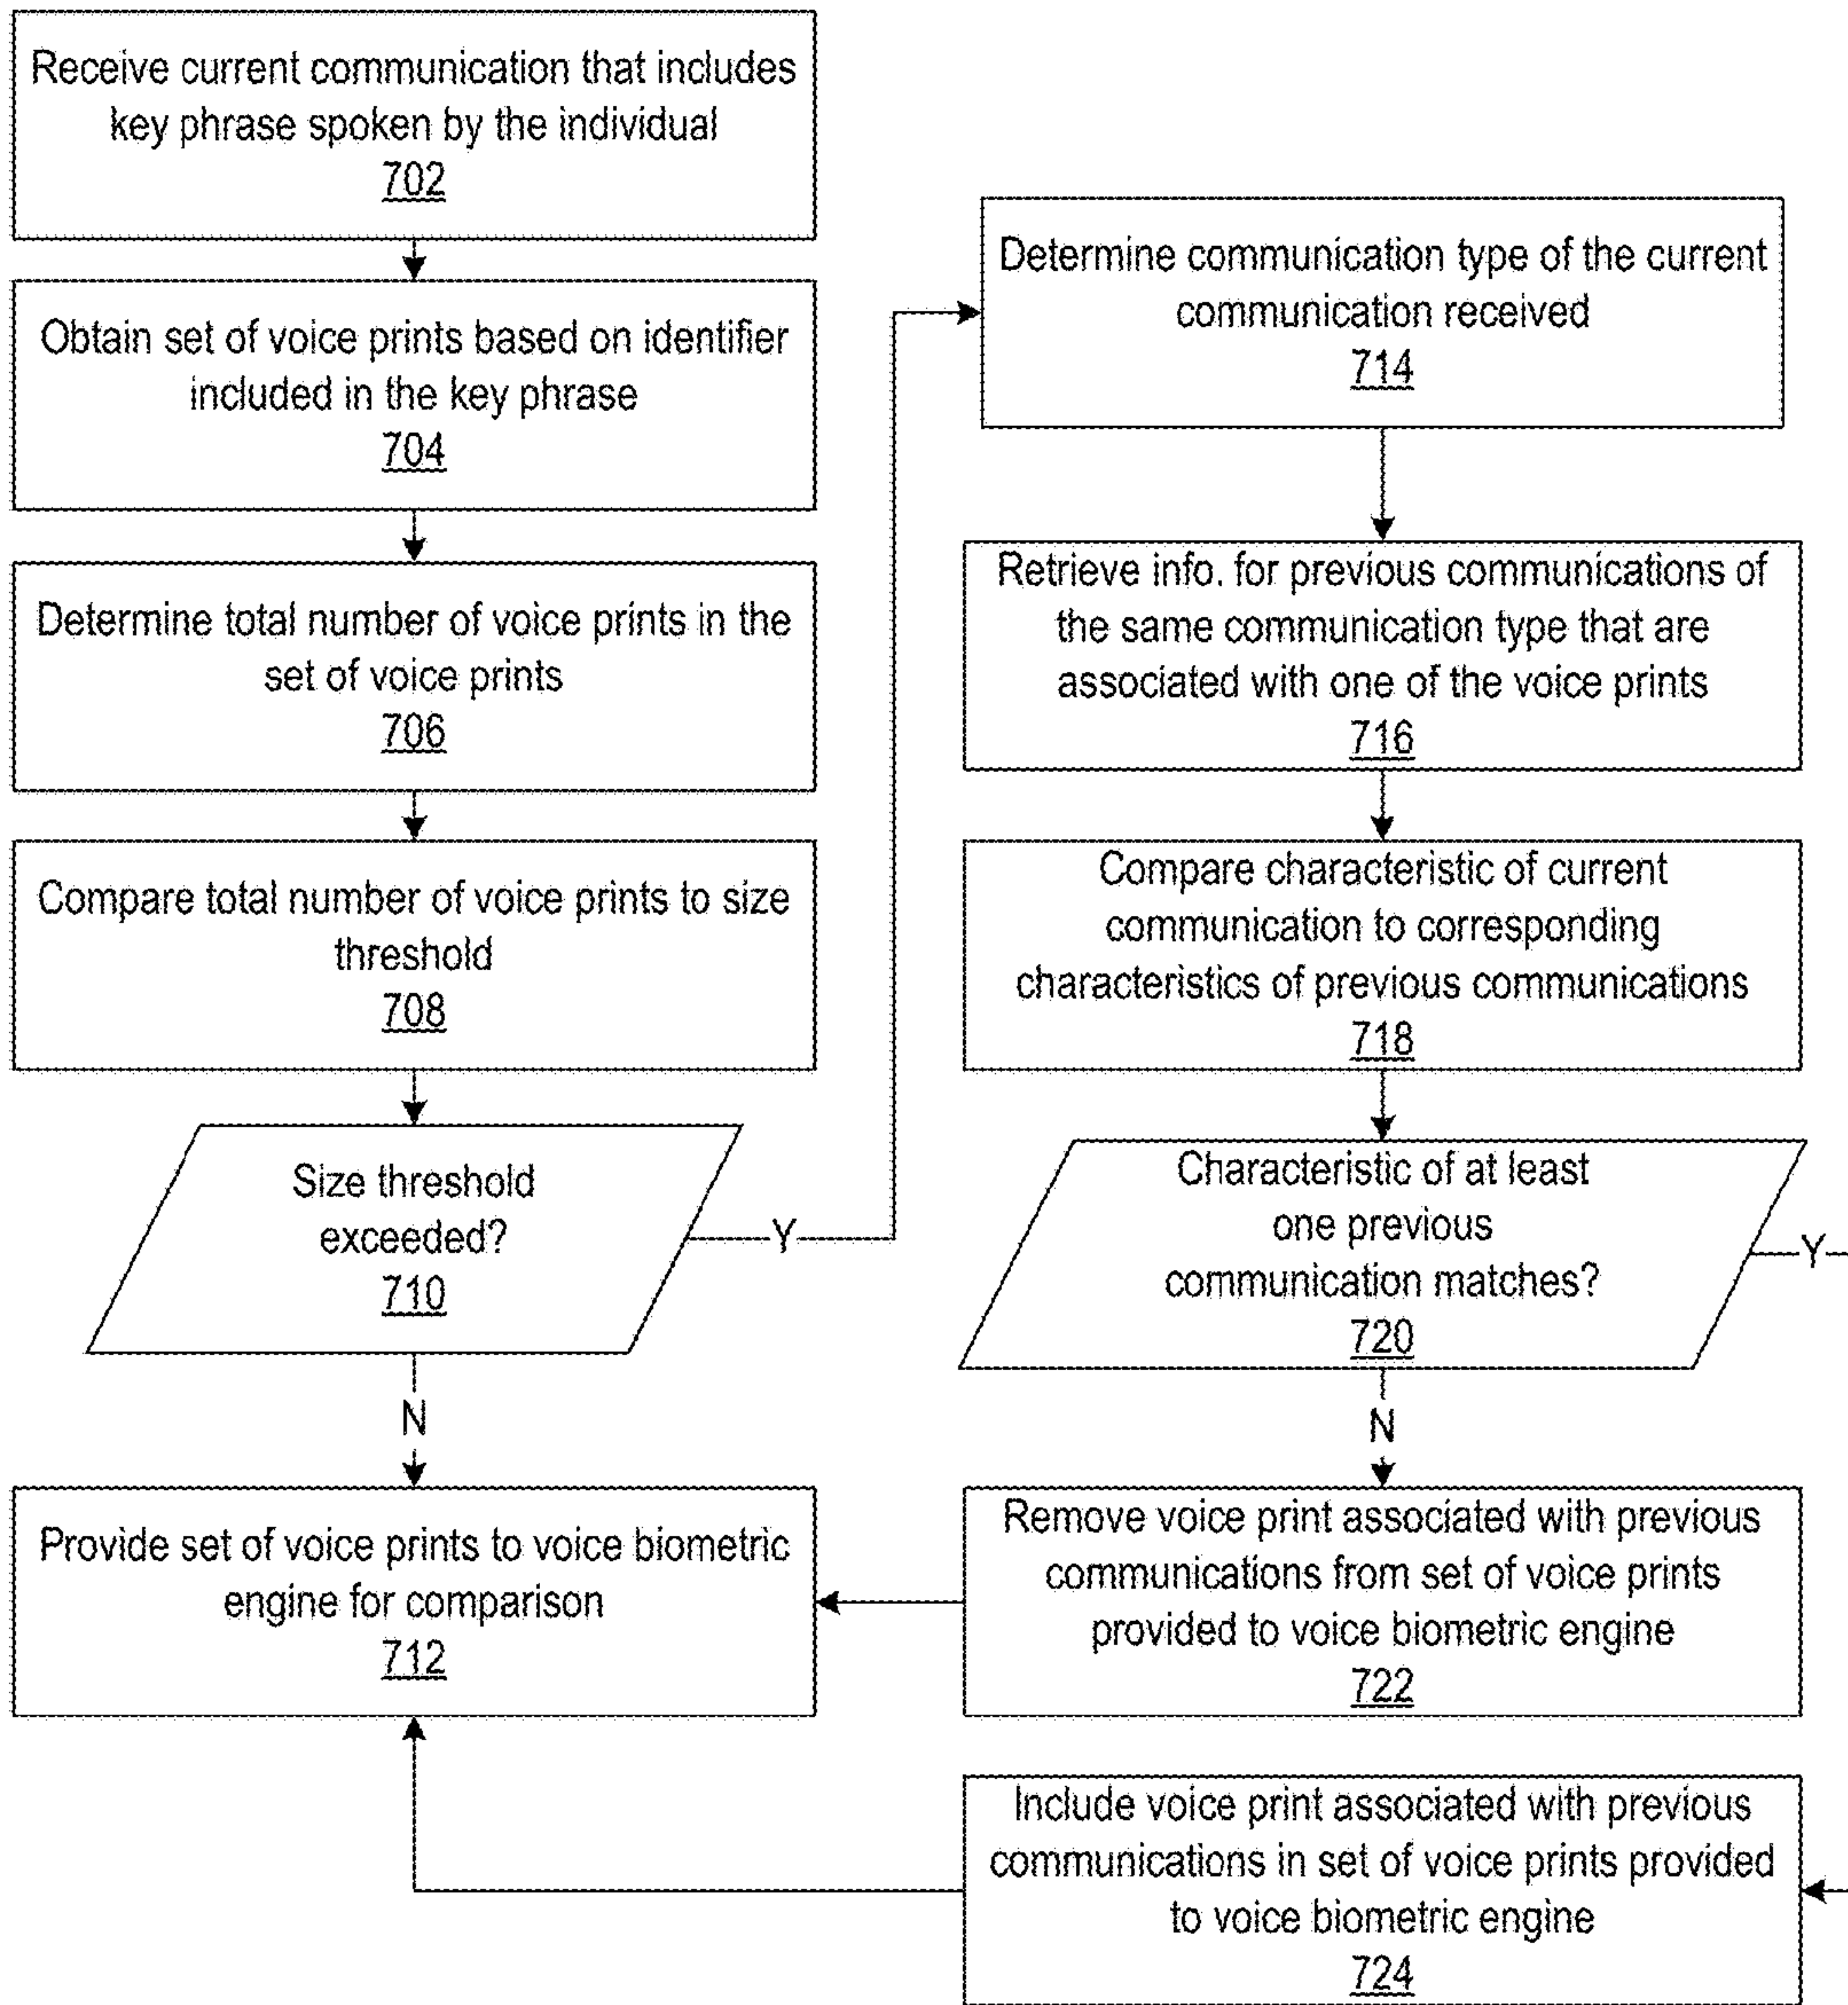 Receive current communication that includes
key phrase spoken by the individual
702
Obtain set of voice prints based on identifier
included in the key phrase
704
Determine total number of voice prints in the
set of voice prints
706
Compare total number of voice prints to size
threshold
708
Size threshold
exceeded?
710
Y
N
Provide set of voice prints to voice biometric
engine for comparison
712
Determine communication type of the current
communication received
714
Retrieve info. for previous communications of
the same communication type that are
associated with one of the voice prints
716
Compare characteristic of current
communication to corresponding
characteristics of previous communications
718
Characteristic of at least
one previous
communication matches?
720
Y
N
Remove voice print associated with previous
communications from set of voice prints
provided to voice biometric engine
722
Include voice print associated with previous
communications in set of voice prints provided
to voice biometric engine
724